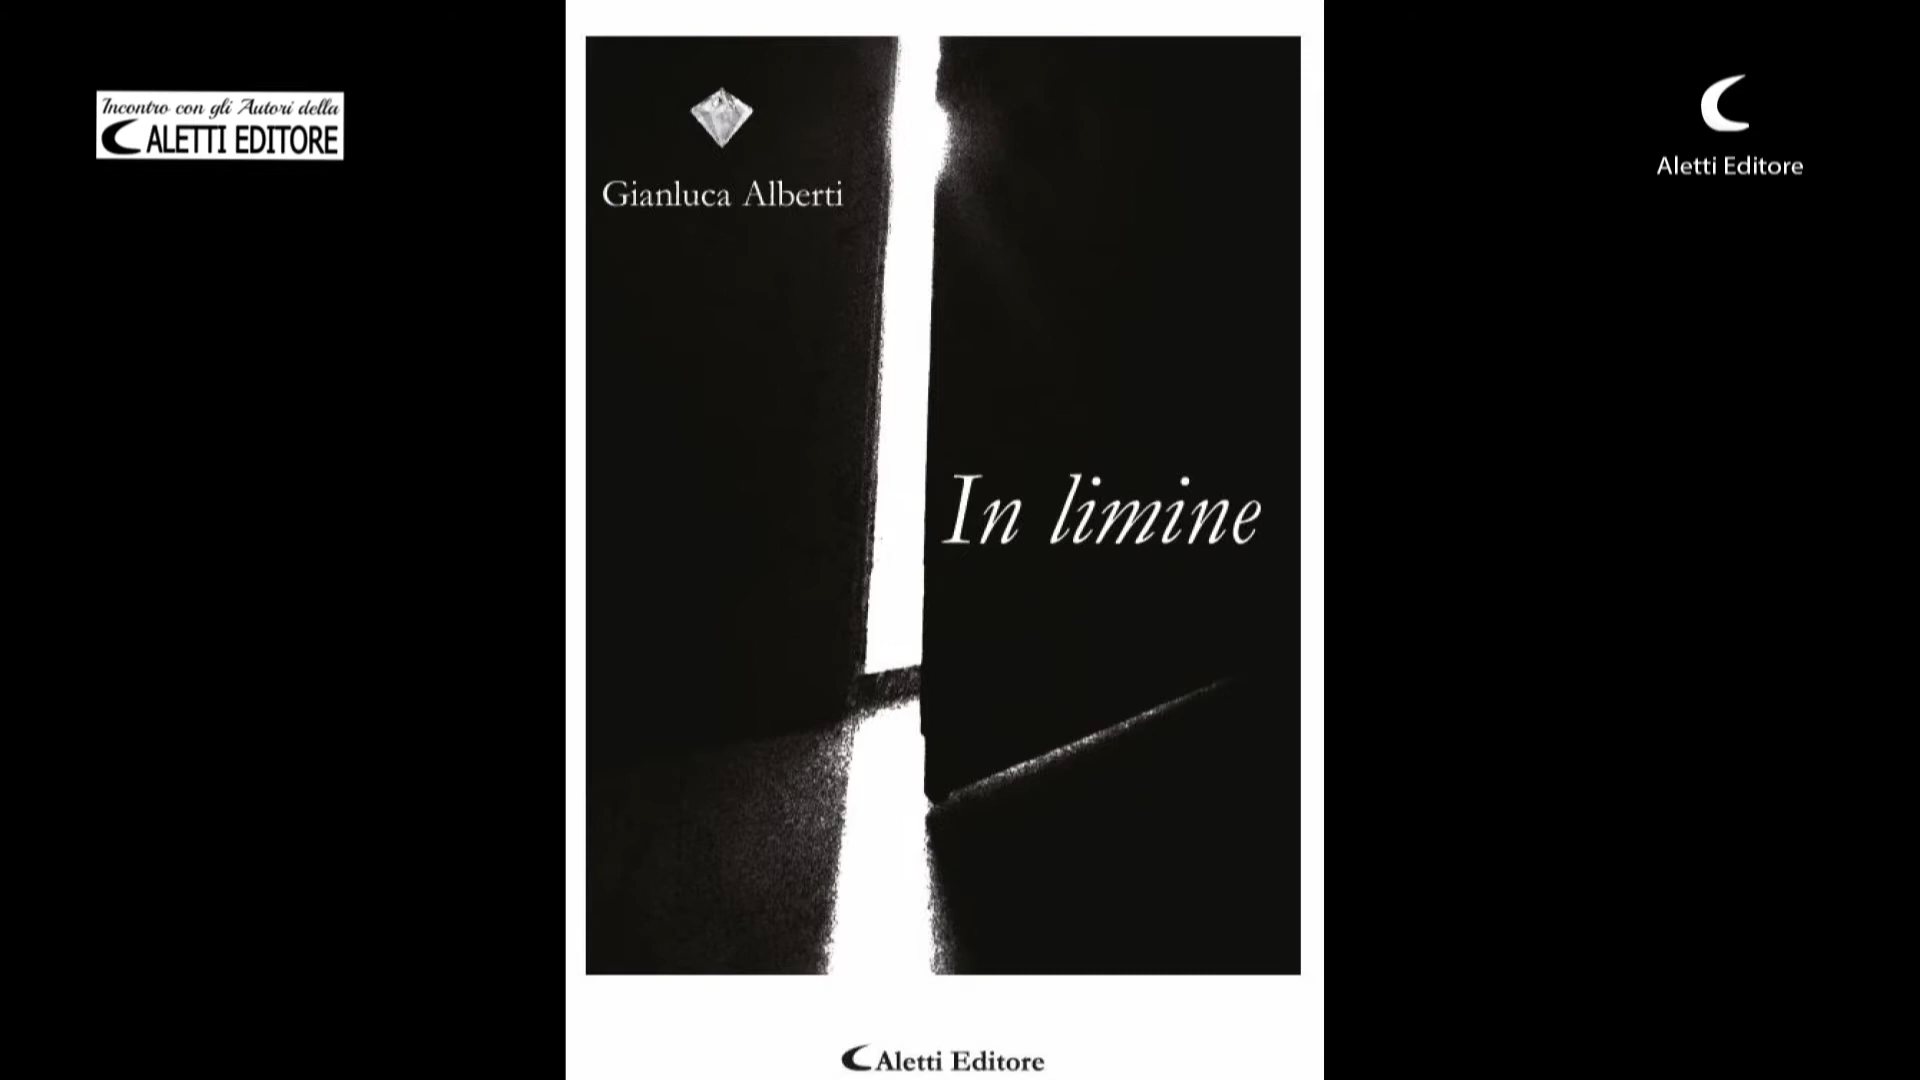 Incontro con gli Autori della
ALETTI EDITORE
Aletti Editore
Gianluca Alberti
In limine
Aletti Editore